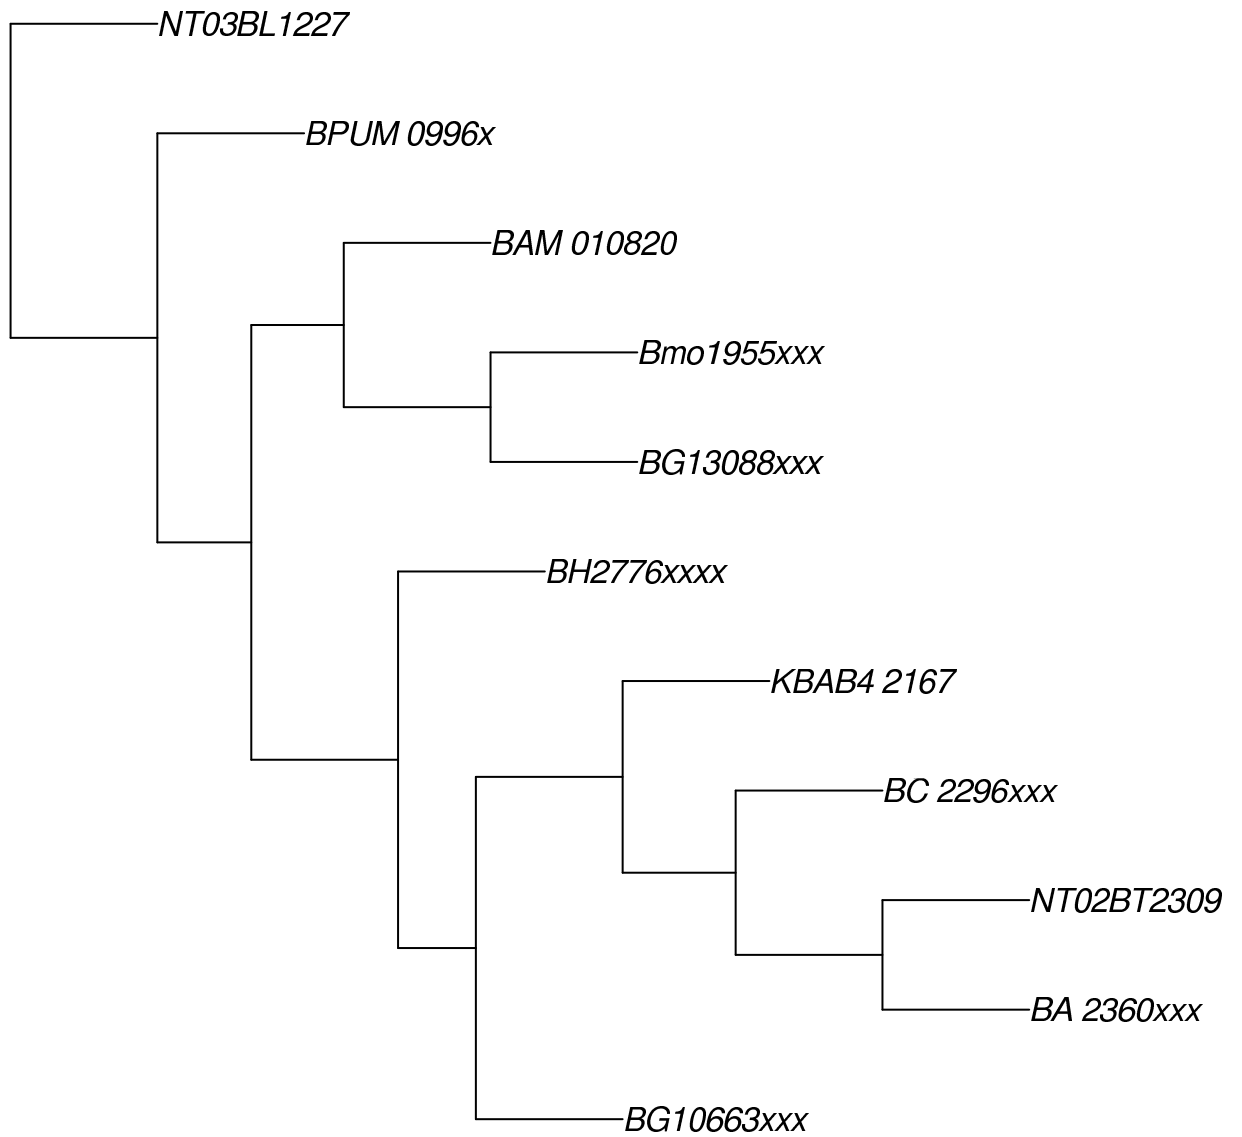 NT03BL1227
BPUM 0996x
BAM 010820
Bmo1955xxx
BG13088xxx
BH2776xxxx
KBAB4 2167
BC 2296xxx
NT02BT2309
BA 2360xxx
BG10663xxx